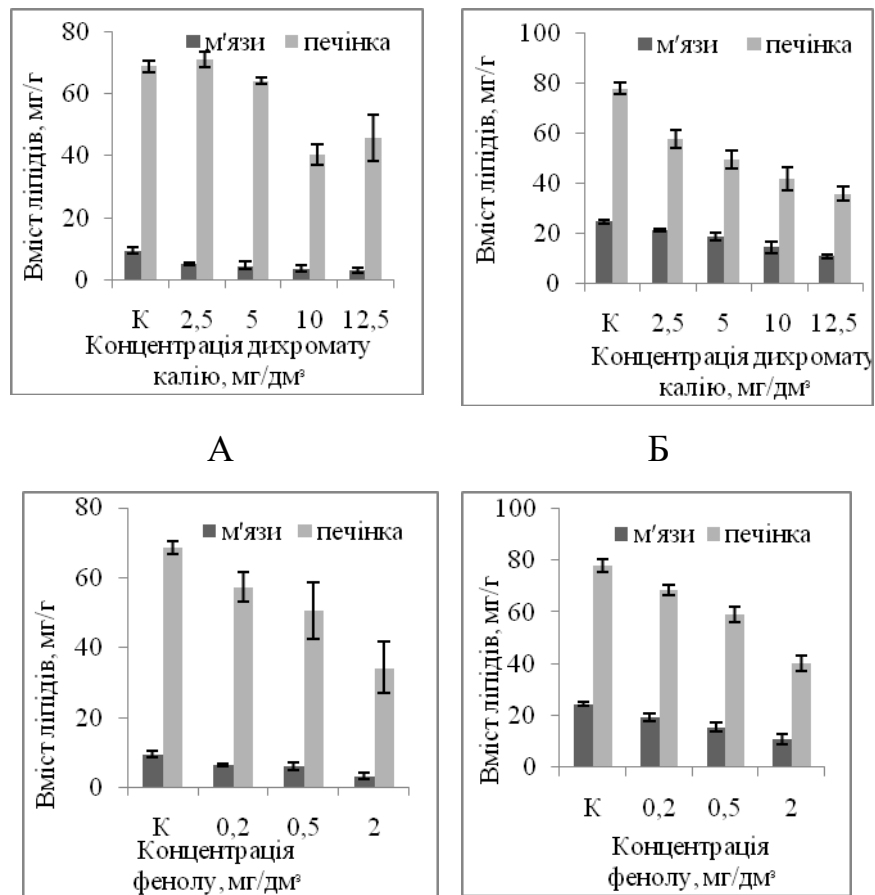 80
60
40
20
0
Вміст ліпідів, мг/г
м'язи печінка
К 2,5 5 10 12,5
Концентрація дихромату
калію, мг/дм³
100
80
60
40
20
0
Вміст ліпідів, мг/г
м'язи печінка
К 2,5 5 10 12,5
Концентрація дихромату
калію, мг/дм³
А
Б
80
60
40
20
0
Вміст ліпідів, мг/г
м'язи печінка
К 0,2 0,5 2
Концентрація
фенолу, мг/дм³
100
80
60
40
20
0
Вміст ліпідів, мг/г
м'язи печінка
К 0,2 0,5 2
Концентрація
фенолу, мг/дм³